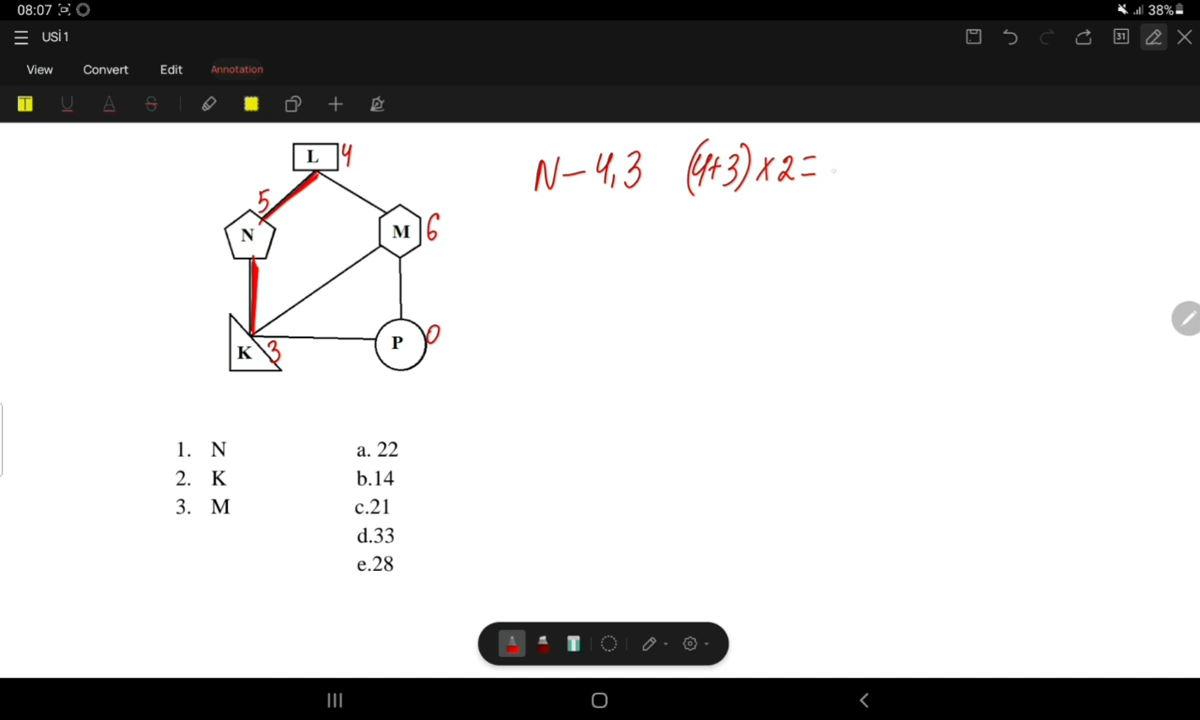 08:07 38%
USİ 1 31
View Convert Edit Annotation
T U A S
L 4 N – 4,3 (4+3) x 2 =
5
N M 6
K 3 P 0
1. N a. 22
2. K b.14
3. M c.21
d.33
e.28